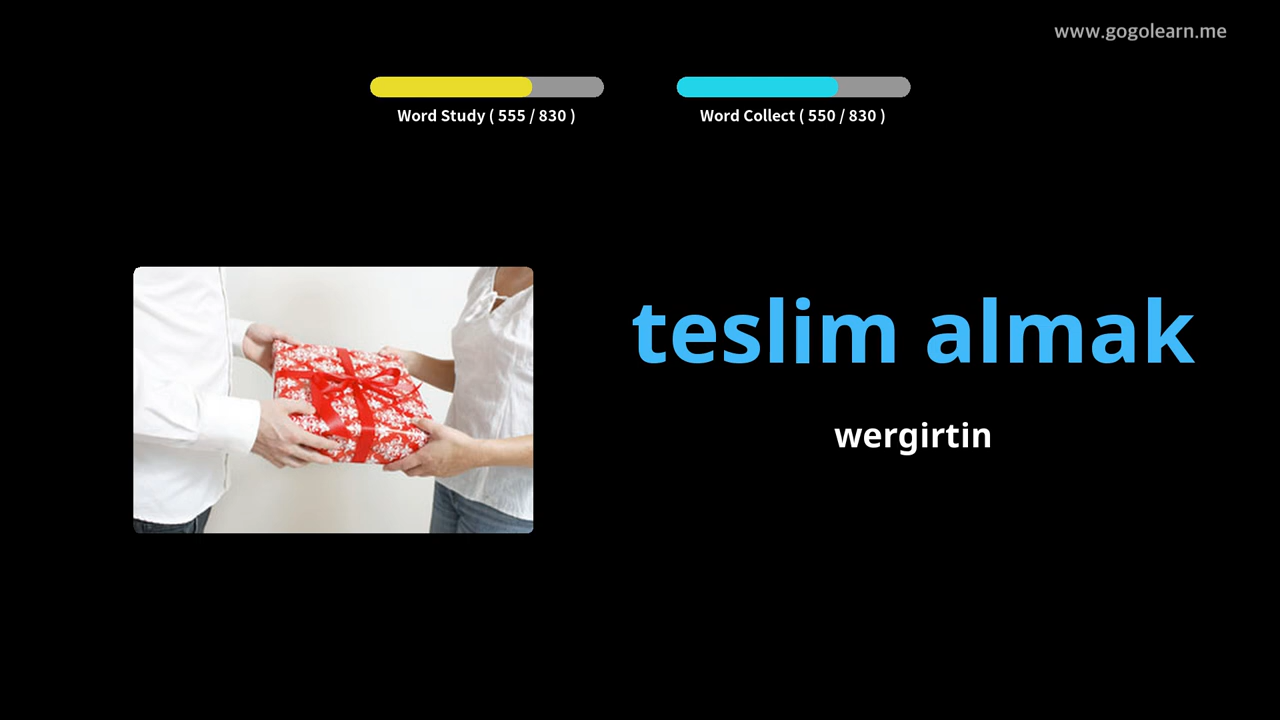 www.gogolearn.me
Word Study ( 555 / 830 )
Word Collect ( 550 / 830 )
teslim almak
wergirtin